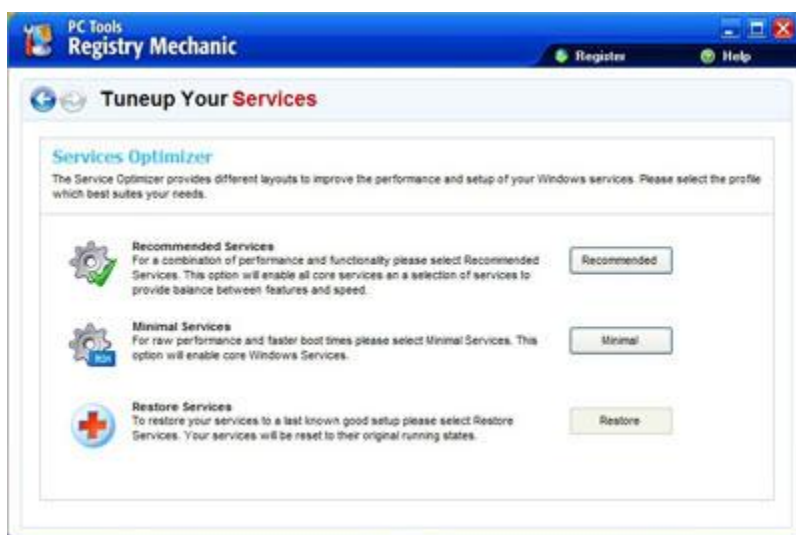 PC Tools
Registry Mechanic
Register
Help
Tuneup Your Services
Services Optimizer
The Service Optimizer provides different layouts to improve the performance and setup of your Windows services. Please select the profile
which best suites your needs.
Recommended Services
For a combination of performance and functionality please select Recommended
Services. This option will enable all core services an a selection of services to
provide balance between features and speed.
Recommended
Minimal Services
For raw performance and faster boot times please select Minimal Services. This
option will enable core Windows Services.
Minimal
Restore Services
To restore your services to a last known good setup please select Restore
Services. Your services will be reset to their original running states.
Restore